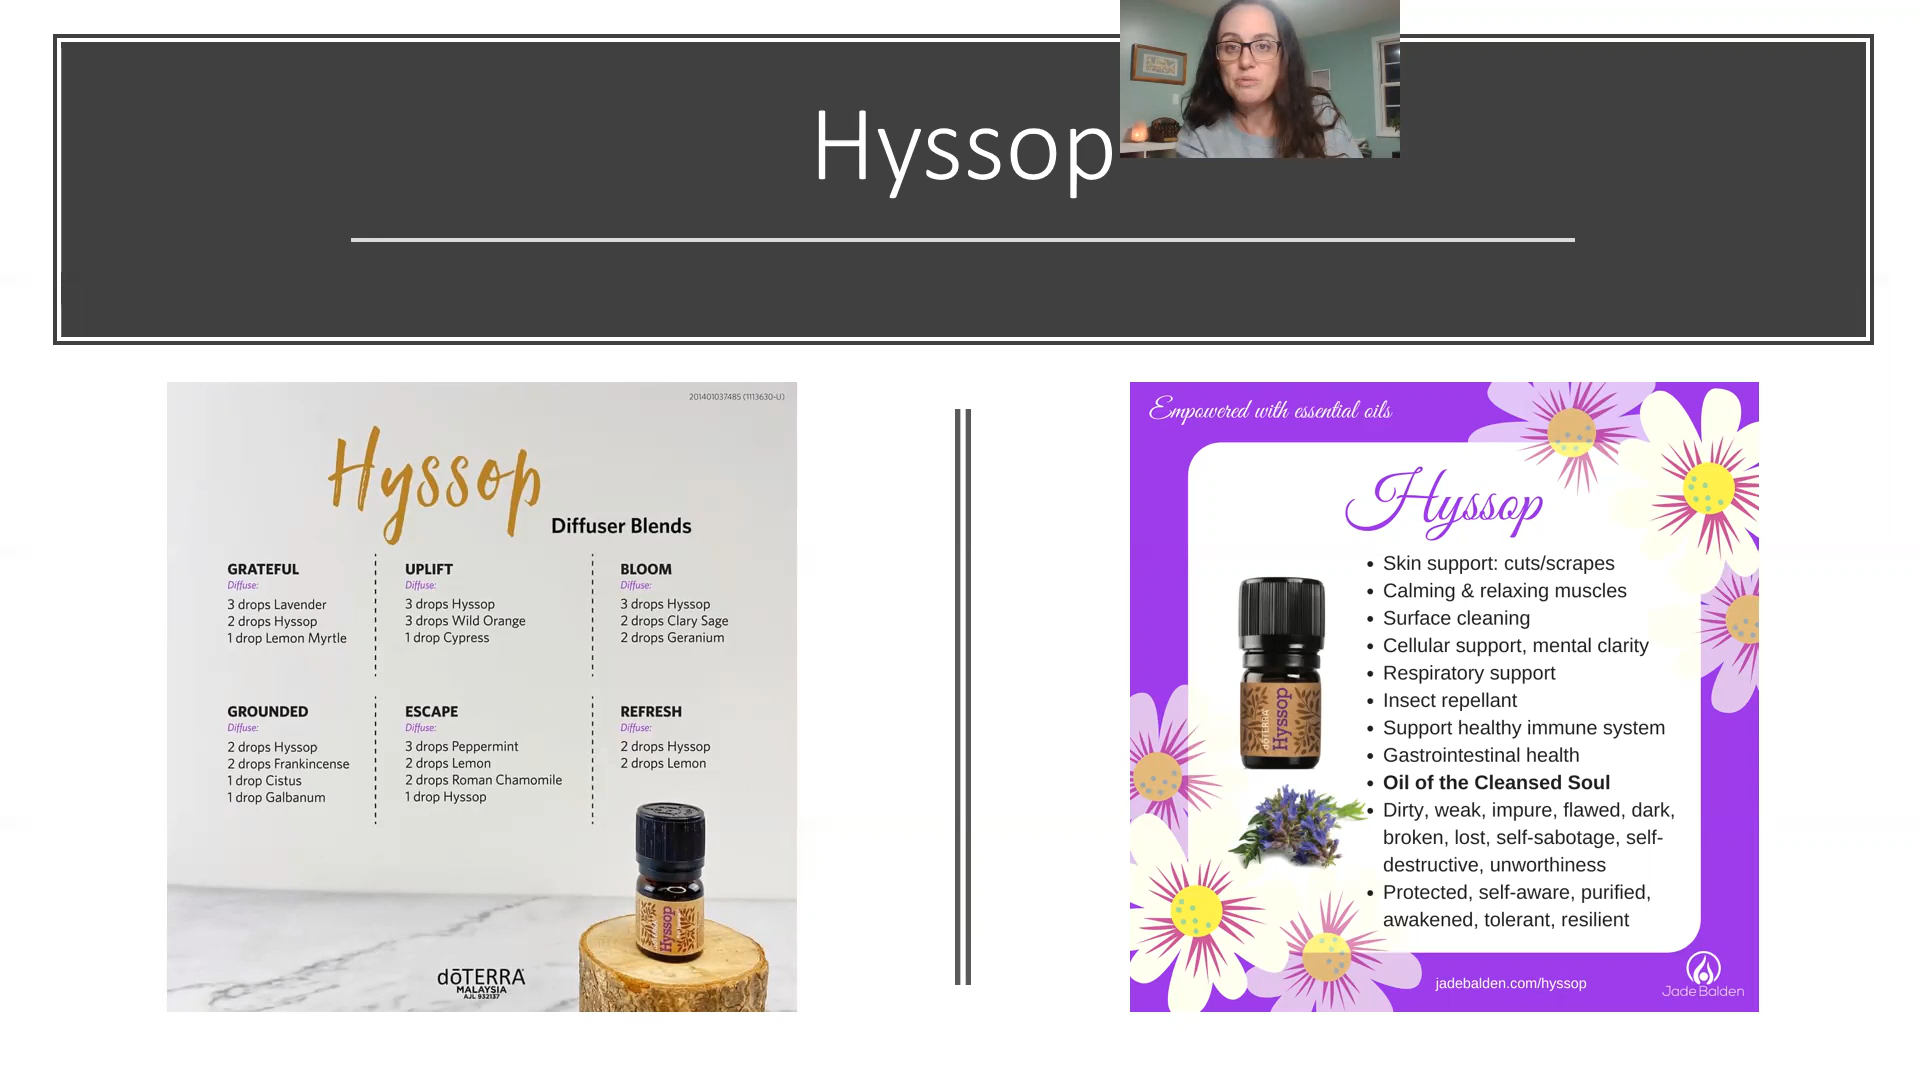 Hyssop
201401037485 (1113630-U)
Hyssop
Diffuser Blends
GRATEFUL
Diffuse:
3 drops Lavender
2 drops Hyssop
1 drop Lemon Myrtle
UPLIFT
Diffuse:
3 drops Hyssop
3 drops Wild Orange
1 drop Cypress
BLOOM
Diffuse:
3 drops Hyssop
2 drops Clary Sage
2 drops Geranium
GROUNDED
Diffuse:
2 drops Hyssop
2 drops Frankincense
1 drop Cistus
1 drop Galbanum
ESCAPE
Diffuse:
3 drops Peppermint
2 drops Lemon
2 drops Roman Chamomile
1 drop Hyssop
REFRESH
Diffuse:
2 drops Hyssop
2 drops Lemon
Hyssop
dōTERRA
MALAYSIA
AJL 932137
Empowered with essential oils
Hyssop
• Skin support: cuts/scrapes
• Calming & relaxing muscles
• Surface cleaning
• Cellular support, mental clarity
• Respiratory support
• Insect repellant
• Support healthy immune system
• Gastrointestinal health
• Oil of the Cleansed Soul
• Dirty, weak, impure, flawed, dark,
broken, lost, self-sabotage, self-
destructive, unworthiness
• Protected, self-aware, purified,
awakened, tolerant, resilient
dōTERRA
Hyssop
jadebalden.com/hyssop
Jade Balden